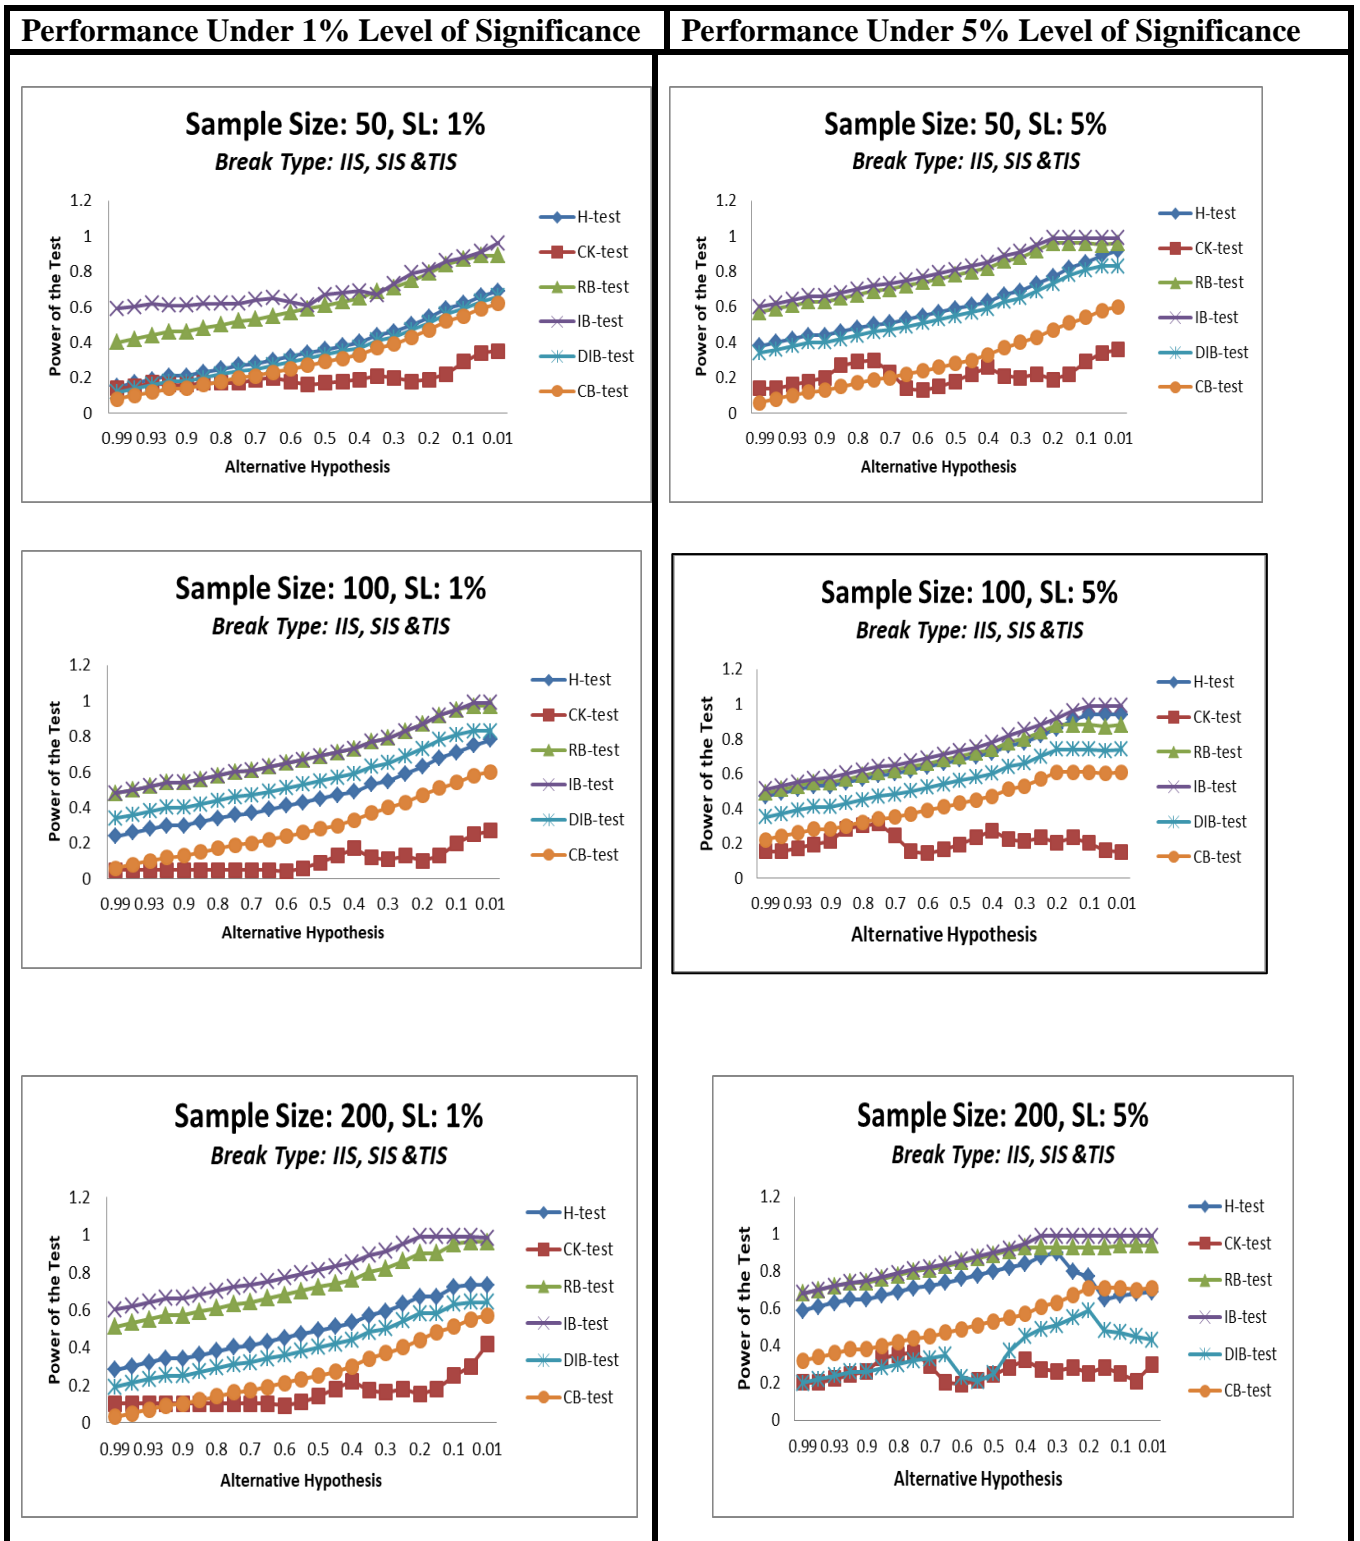 Performance Under 1% Level of Significance
Performance Under 5% Level of Significance
Sample Size: 50, SL: 1%
Break Type: IIS, SIS &TIS
Power of the Test
1.2
1
0.8
0.6
0.4
0.2
0
0.99 0.93 0.9 0.8 0.7 0.6 0.5 0.4 0.3 0.2 0.1 0.01
Alternative Hypothesis
H-test
CK-test
RB-test
IB-test
DIB-test
CB-test
Sample Size: 50, SL: 5%
Break Type: IIS, SIS &TIS
Power of the Test
1.2
1
0.8
0.6
0.4
0.2
0
0.99 0.93 0.9 0.8 0.7 0.6 0.5 0.4 0.3 0.2 0.1 0.01
Alternative Hypothesis
H-test
CK-test
RB-test
IB-test
DIB-test
CB-test
Sample Size: 100, SL: 1%
Break Type: IIS, SIS &TIS
Power of the Test
1.2
1
0.8
0.6
0.4
0.2
0
0.99 0.93 0.9 0.8 0.7 0.6 0.5 0.4 0.3 0.2 0.1 0.01
Alternative Hypothesis
H-test
CK-test
RB-test
IB-test
DIB-test
CB-test
Sample Size: 100, SL: 5%
Break Type: IIS, SIS &TIS
Power of the Test
1.2
1
0.8
0.6
0.4
0.2
0
0.99 0.93 0.9 0.8 0.7 0.6 0.5 0.4 0.3 0.2 0.1 0.01
Alternative Hypothesis
H-test
CK-test
RB-test
IB-test
DIB-test
CB-test
Sample Size: 200, SL: 1%
Break Type: IIS, SIS &TIS
Power of the Test
1.2
1
0.8
0.6
0.4
0.2
0
0.99 0.93 0.9 0.8 0.7 0.6 0.5 0.4 0.3 0.2 0.1 0.01
Alternative Hypothesis
H-test
CK-test
RB-test
IB-test
DIB-test
CB-test
Sample Size: 200, SL: 5%
Break Type: IIS, SIS &TIS
Power of the Test
1.2
1
0.8
0.6
0.4
0.2
0
0.99 0.93 0.9 0.8 0.7 0.6 0.5 0.4 0.3 0.2 0.1 0.01
Alternative Hypothesis
H-test
CK-test
RB-test
IB-test
DIB-test
CB-test